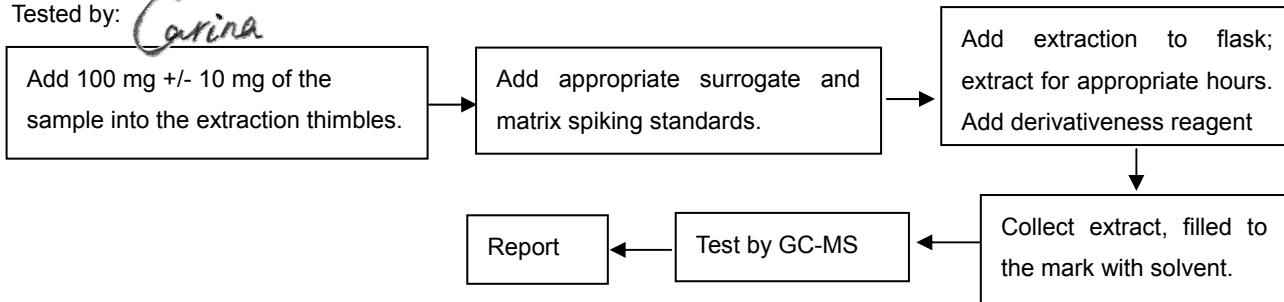 Tested by: Carina
Add 100 mg +/- 10 mg of the
sample into the extraction thimbles.
Add appropriate surrogate and
matrix spiking standards.
Add extraction to flask;
extract for appropriate hours.
Add derivativeness reagent
Collect extract, filled to
the mark with solvent.
Test by GC-MS
Report